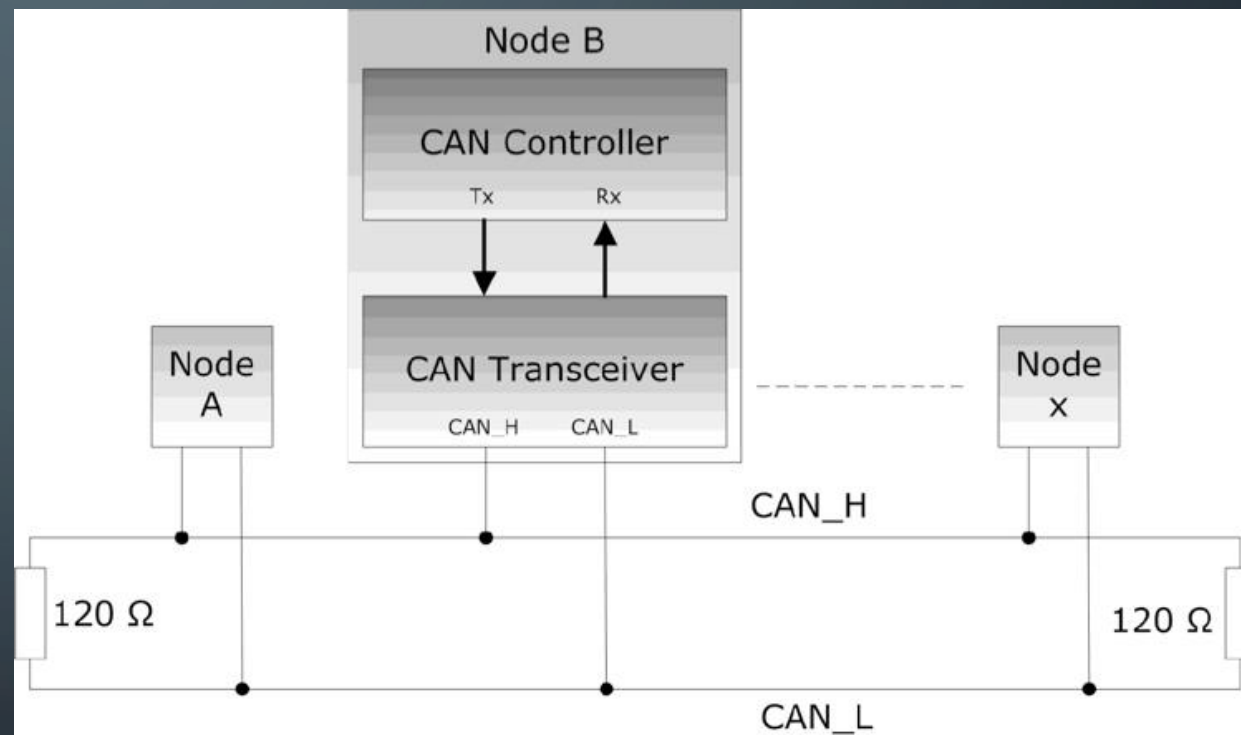 Node B
CAN Controller
Tx Rx
CAN Transceiver
CAN_H CAN_L
Node
A
Node
x
CAN_H
120 Ω
120 Ω
CAN_L